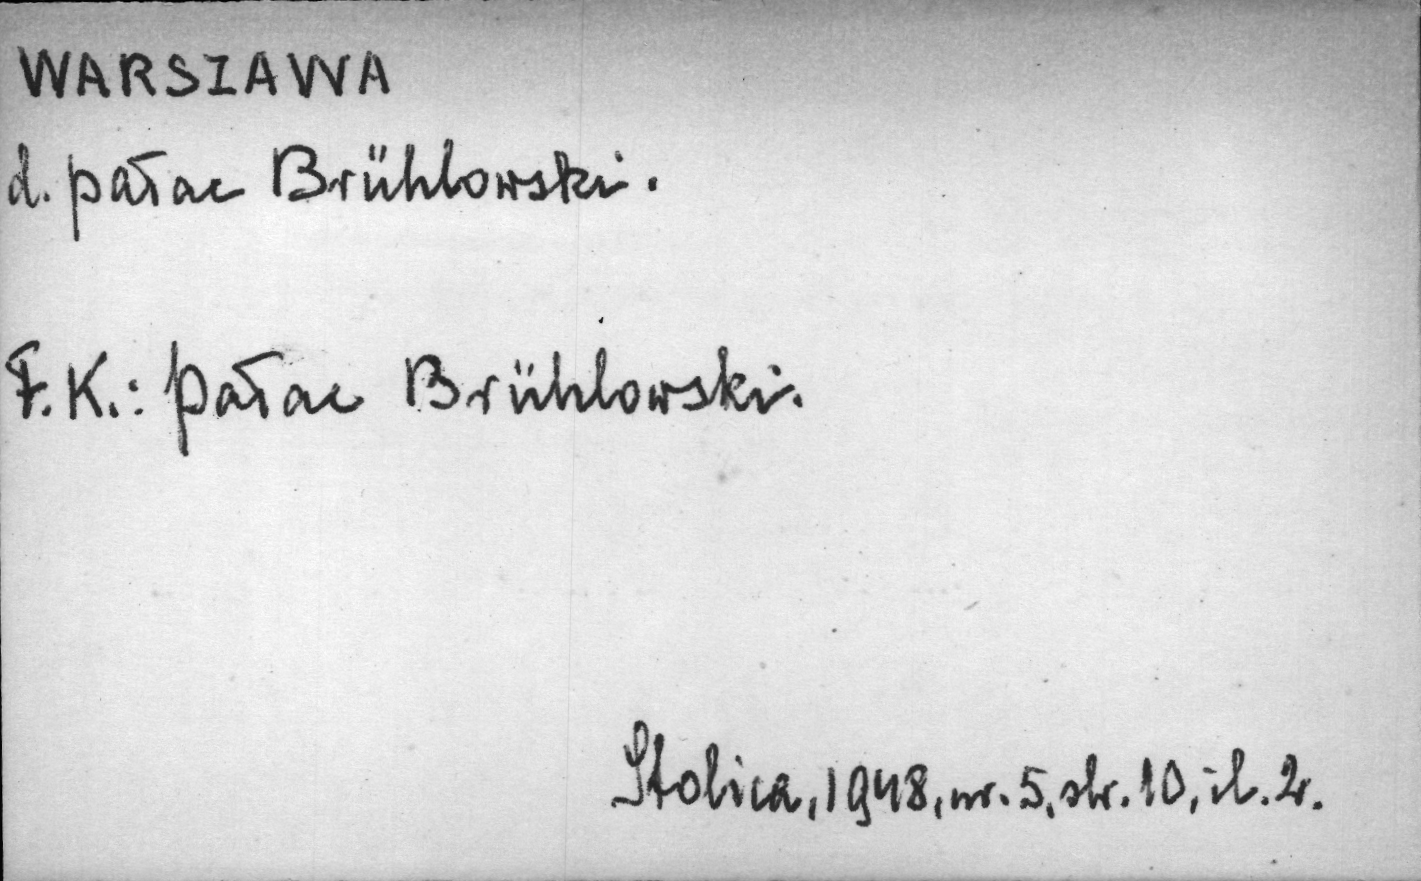 WARSZAWA
d. pałac Brühlowski.
F. K.: Pałac Brühlowski.
Stolica, 1948, nr. 5, str. 10, il. 2.